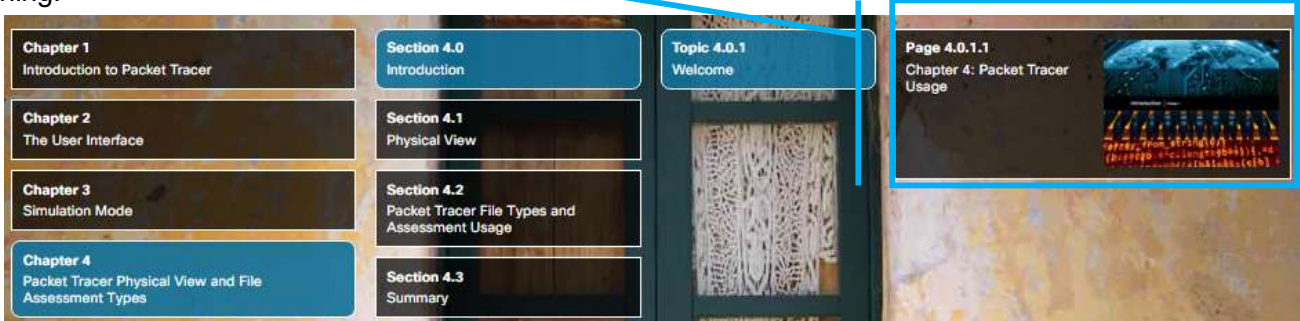 Chapter 1
Introduction to Packet Tracer
Chapter 2
The User Interface
Chapter 3
Simulation Mode
Chapter 4
Packet Tracer Physical View and File
Assessment Types
Section 4.0
Introduction
Section 4.1
Physical View
Section 4.2
Packet Tracer File Types and
Assessment Usage
Section 4.3
Summary
Topic 4.0.1
Welcome
Page 4.0.1.1
Chapter 4: Packet Tracer
Usage